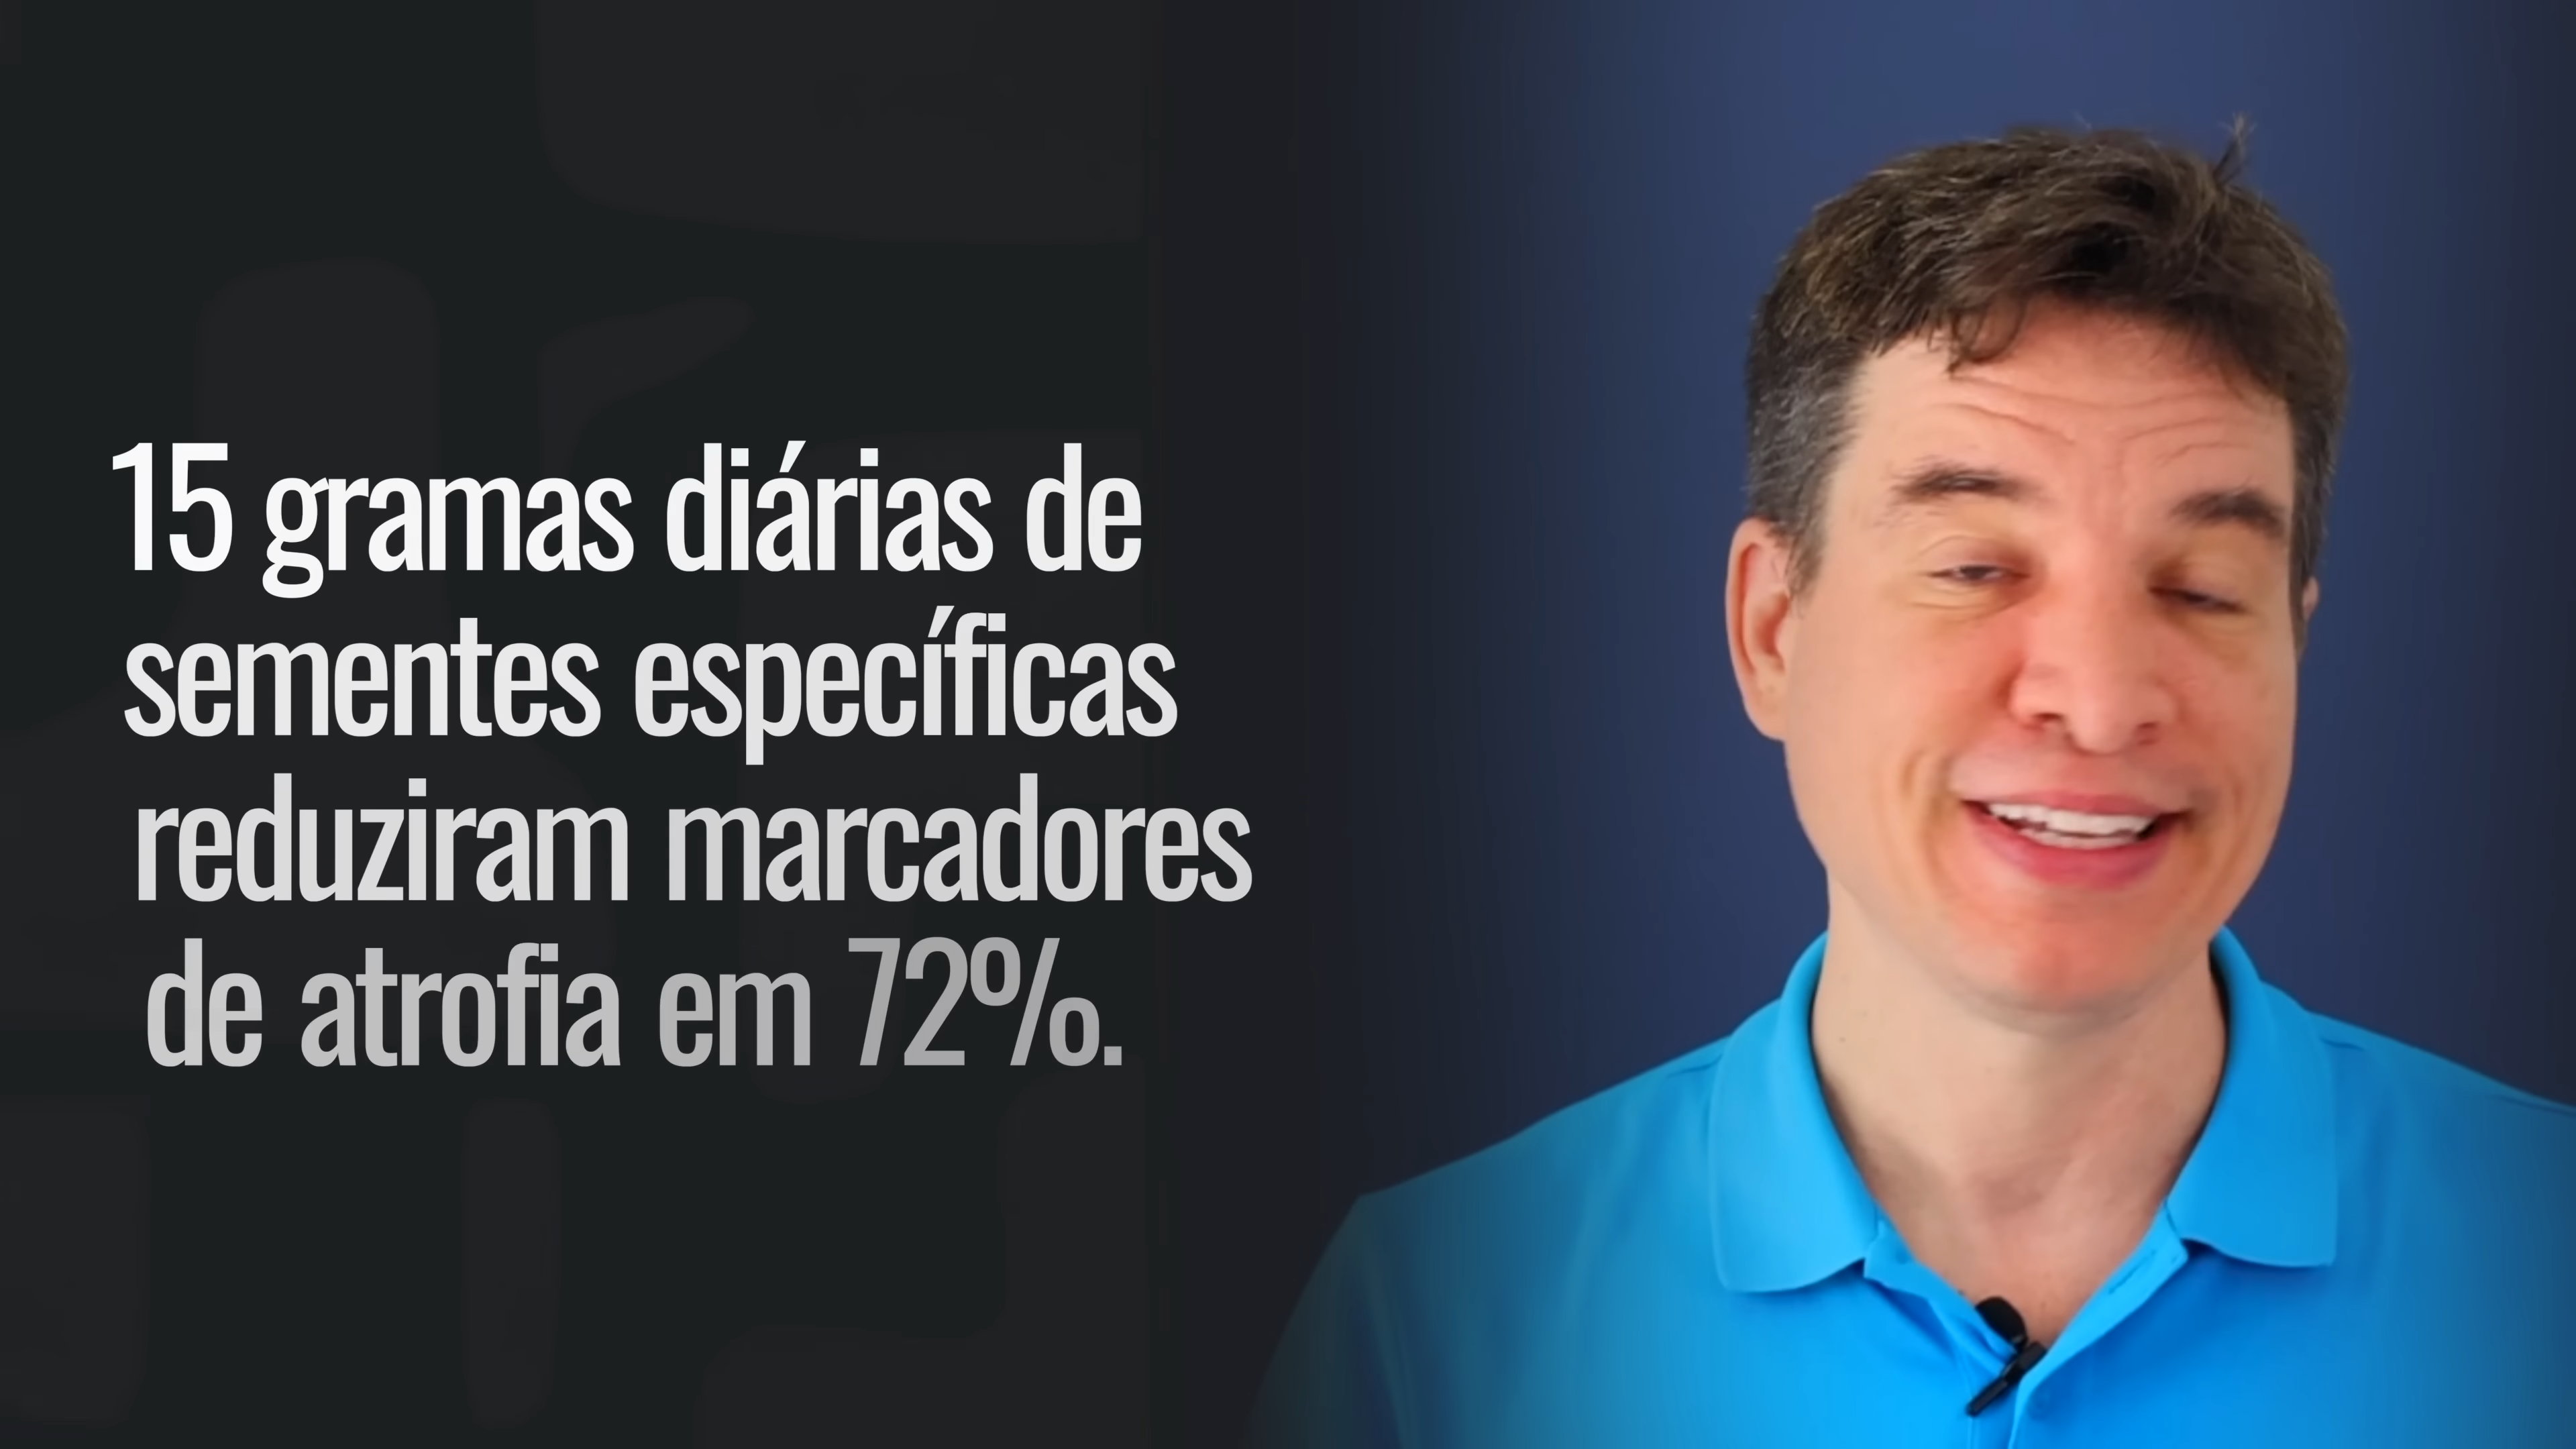 15 gramas diárias de
sementes específicas
reduziram marcadores
de atrofia em 72%.